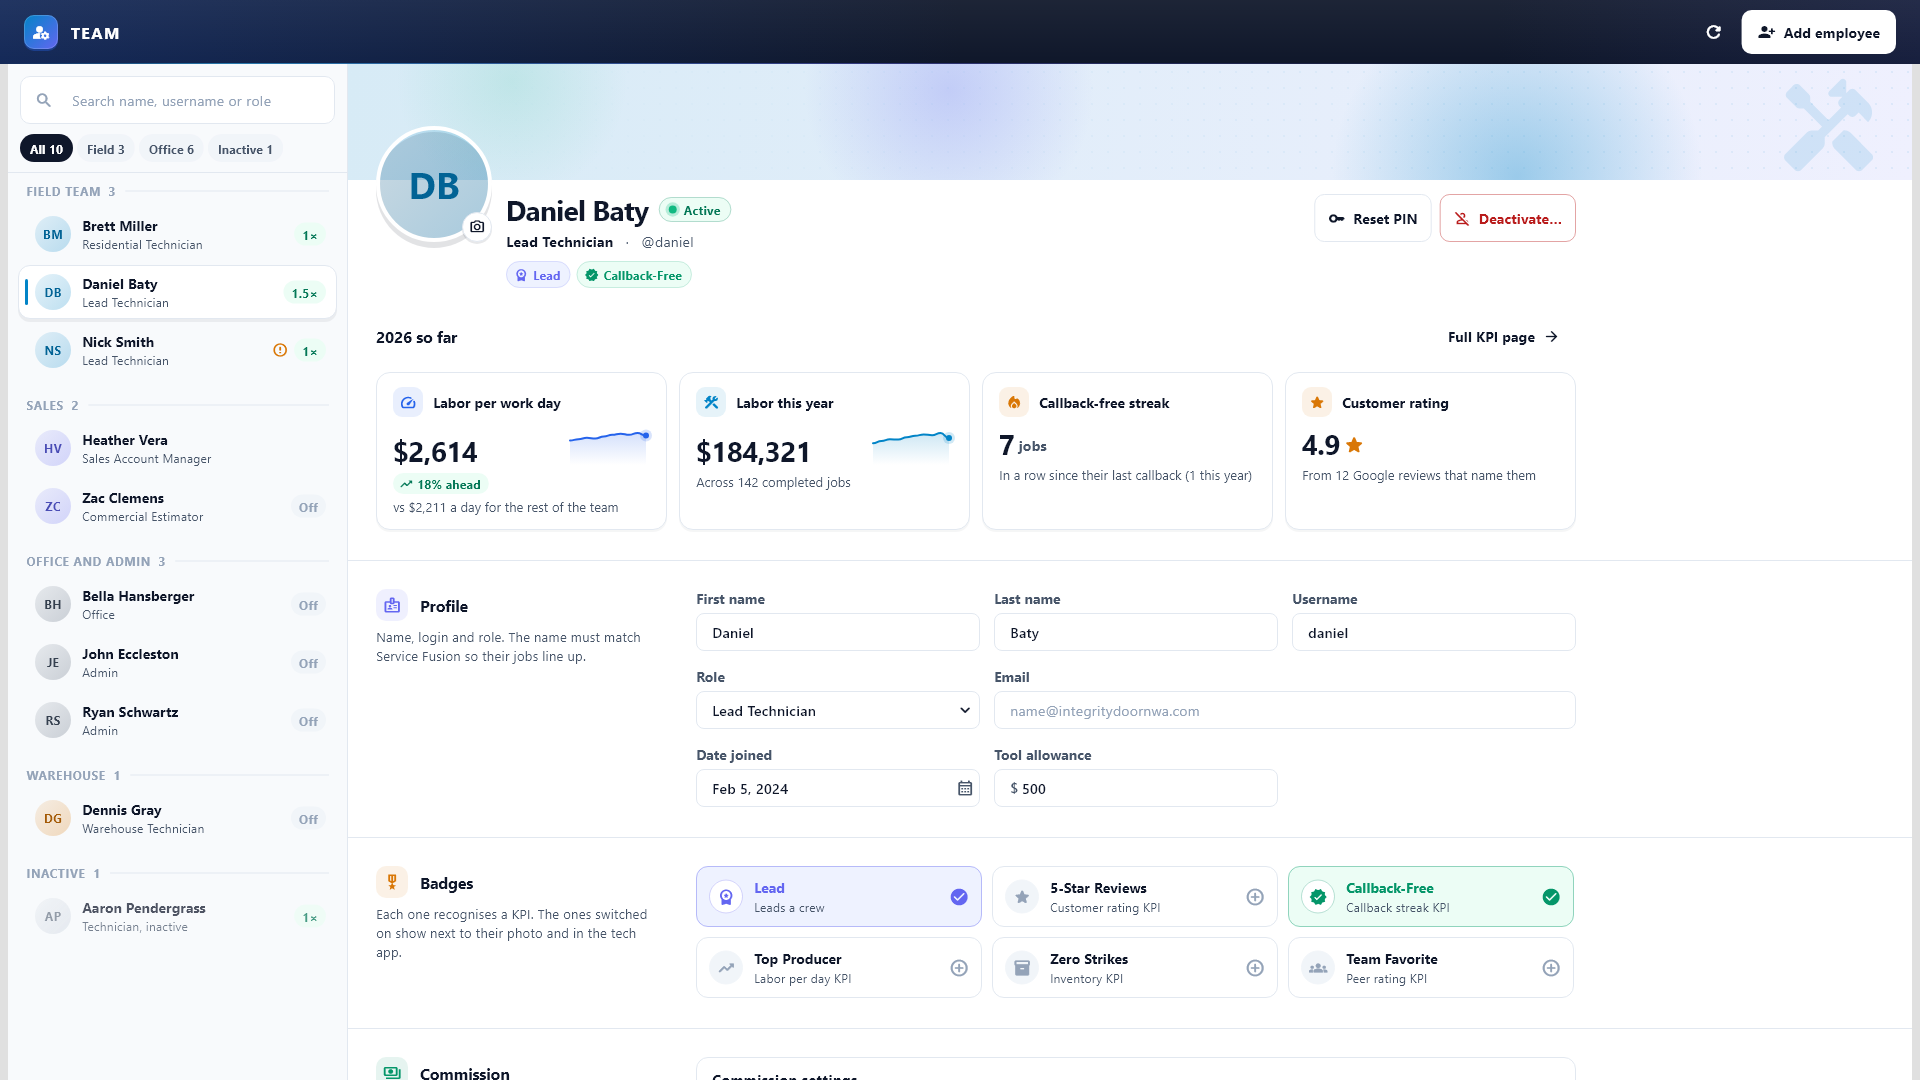 TEAM
Add employee
Search name, username or role
All 10
Field 3
Office 6
Inactive 1
FIELD TEAM 3
BM
Brett Miller
Residential Technician
1×
DB
Daniel Baty
Lead Technician
1.5×
NS
Nick Smith
Lead Technician
1×
SALES 2
HV
Heather Vera
Sales Account Manager
ZC
Zac Clemens
Commercial Estimator
Off
OFFICE AND ADMIN 3
BH
Bella Hansberger
Office
Off
JE
John Eccleston
Admin
Off
RS
Ryan Schwartz
Admin
Off
WAREHOUSE 1
DG
Dennis Gray
Warehouse Technician
Off
INACTIVE 1
AP
Aaron Pendergrass
Technician, inactive
1×
DB
Daniel Baty
Active
Lead Technician · @daniel
Lead
Callback-Free
Reset PIN
Deactivate...
2026 so far
Full KPI page
Labor per work day
$2,614
18% ahead
vs $2,211 a day for the rest of the team
Labor this year
$184,321
Across 142 completed jobs
Callback-free streak
7 jobs
In a row since their last callback (1 this year)
Customer rating
4.9
From 12 Google reviews that name them
Profile
Name, login and role. The name must match
Service Fusion so their jobs line up.
First name
Daniel
Last name
Baty
Username
daniel
Role
Lead Technician
Email
name@integritydoornwa.com
Date joined
Feb 5, 2024
Tool allowance
$ 500
Badges
Each one recognises a KPI. The ones switched
on show next to their photo and in the tech
app.
Lead
Leads a crew
5-Star Reviews
Customer rating KPI
Callback-Free
Callback streak KPI
Top Producer
Labor per day KPI
Zero Strikes
Inventory KPI
Team Favorite
Peer rating KPI
Commission
Commission settings